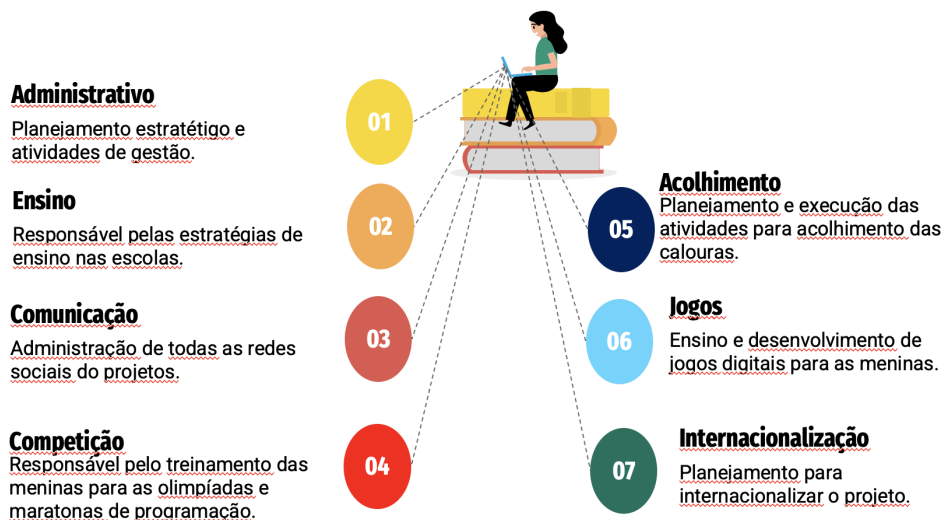 Administrativo
Planejamento estratétigo e
atividades de gestão.
01
Ensino
Responsável pelas estratégias de
ensino nas escolas.
02
Comunicação
Administração de todas as redes
sociais do projetos.
03
Competição
Responsável pelo treinamento das
meninas para as olimpíadas e
maratonas de programação.
04
Acolhimento
Planejamento e execução das
atividades para acolhimento das
calouras.
05
Jogos
Ensino e desenvolvimento de
jogos digitais para as meninas.
06
Internacionalização
Planejamento para
internacionalizar o projeto.
07